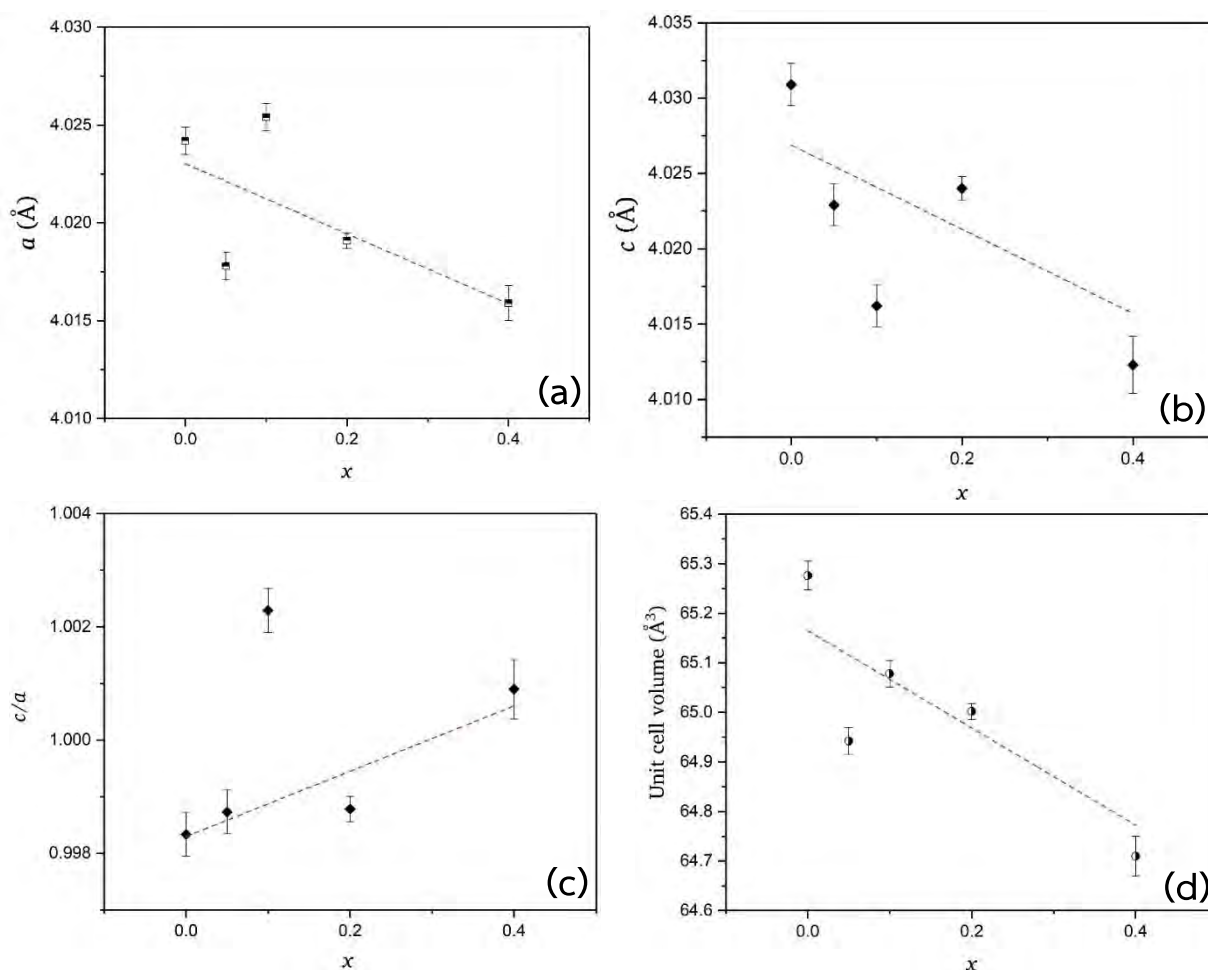 4.030
4.025
4.020
4.015
4.010
a (Å)
0.0 0.2 0.4
x
(a)
4.035
4.030
4.025
4.020
4.015
4.010
c (Å)
0.0 0.2 0.4
x
(b)
1.004
1.002
1.000
0.998
c/a
0.0 0.2 0.4
x
(c)
65.4
65.3
65.2
65.1
65.0
64.9
64.8
64.7
64.6
Unit cell volume (Å³)
0.0 0.2 0.4
x
(d)